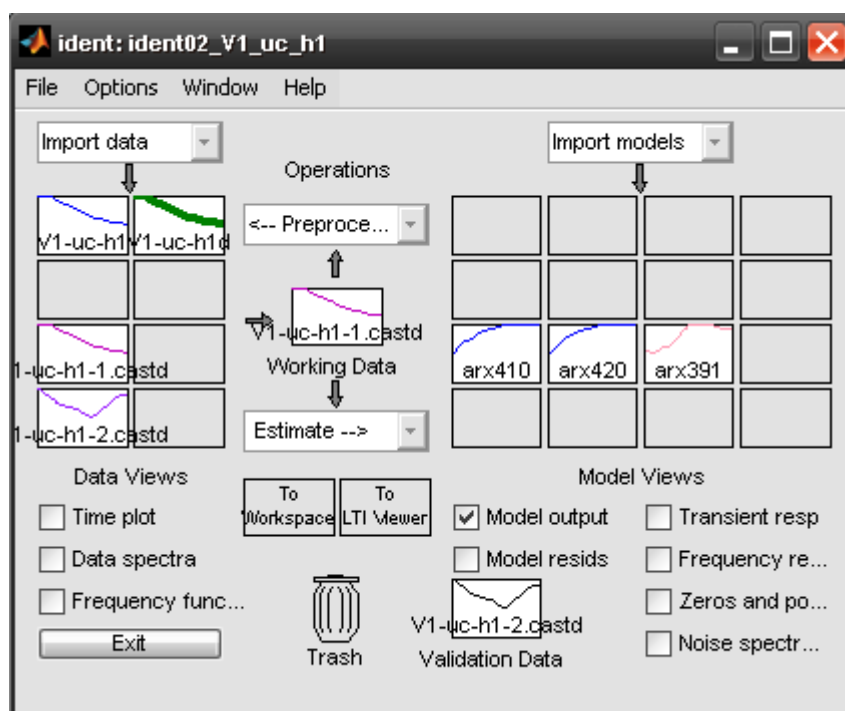 ident: ident02_V1_uc_h1
File Options Window Help
Import data
Import models
Operations
<-- Preproce...
V1-uc-h1
V1-uc-h1d
V1-uc-h1-1.castd
Working Data
1-uc-h1-1.castd
arx410
arx420
arx391
Estimate -->
1-uc-h1-2.castd
Data Views
Model Views
To Workspace
To LTI Viewer
Time plot
Data spectra
Frequency func...
Model output
Transient resp
Model resids
Frequency re...
Zeros and po...
Noise spectr...
V1-uc-h1-2.castd
Exit
Trash
Validation Data